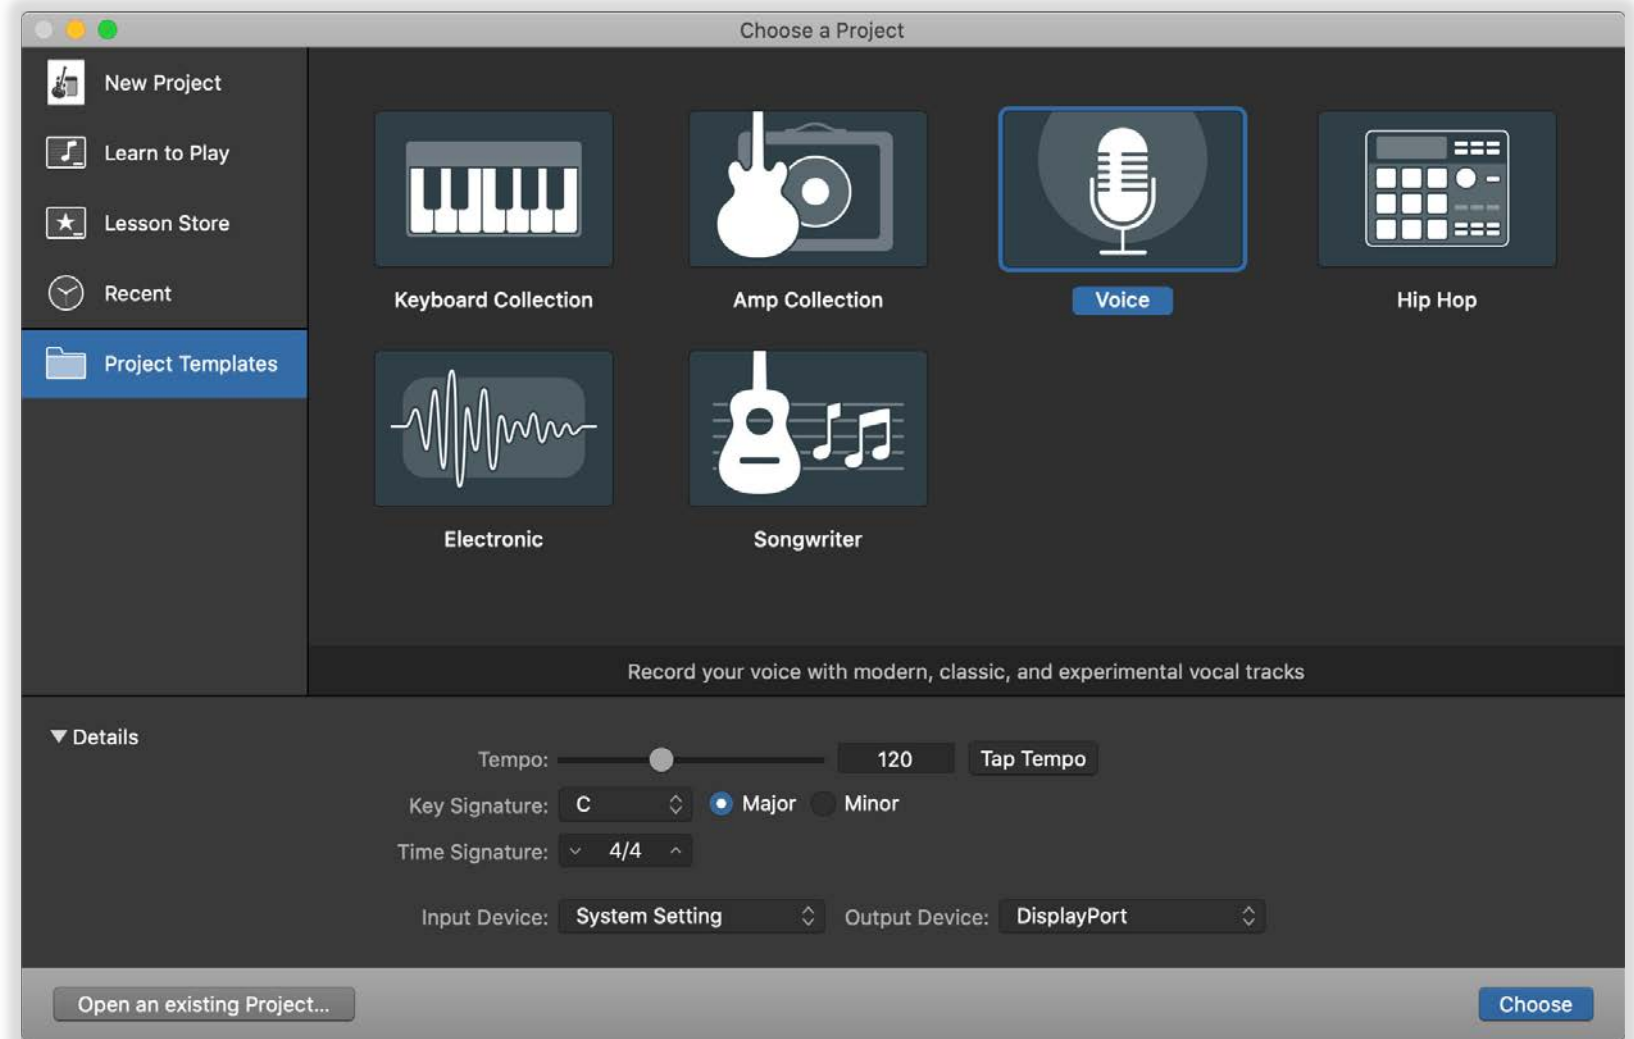 Choose a Project
New Project
Learn to Play
Lesson Store
Recent
Project Templates
Keyboard Collection
Amp Collection
Voice
Hip Hop
Electronic
Songwriter
Record your voice with modern, classic, and experimental vocal tracks
Details
Tempo: 120 Tap Tempo
Key Signature: C Major Minor
Time Signature: 4/4
Input Device: System Setting Output Device: DisplayPort
Open an existing Project... Choose